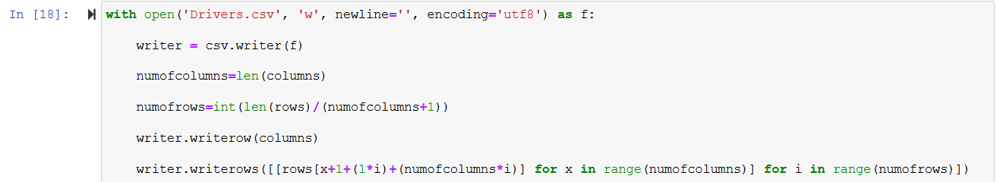 In [18]: with open('Drivers.csv', 'w', newline='', encoding='utf8') as f:
writer = csv.writer(f)
numofcolumns=len(columns)
numofrows=int(len(rows)/(numofcolumns+1))
writer.writerow(columns)
writer.writerows([[rows[x+1+(1*i)+(numofcolumns*i)] for x in range(numofcolumns)] for i in range(numofrows)])